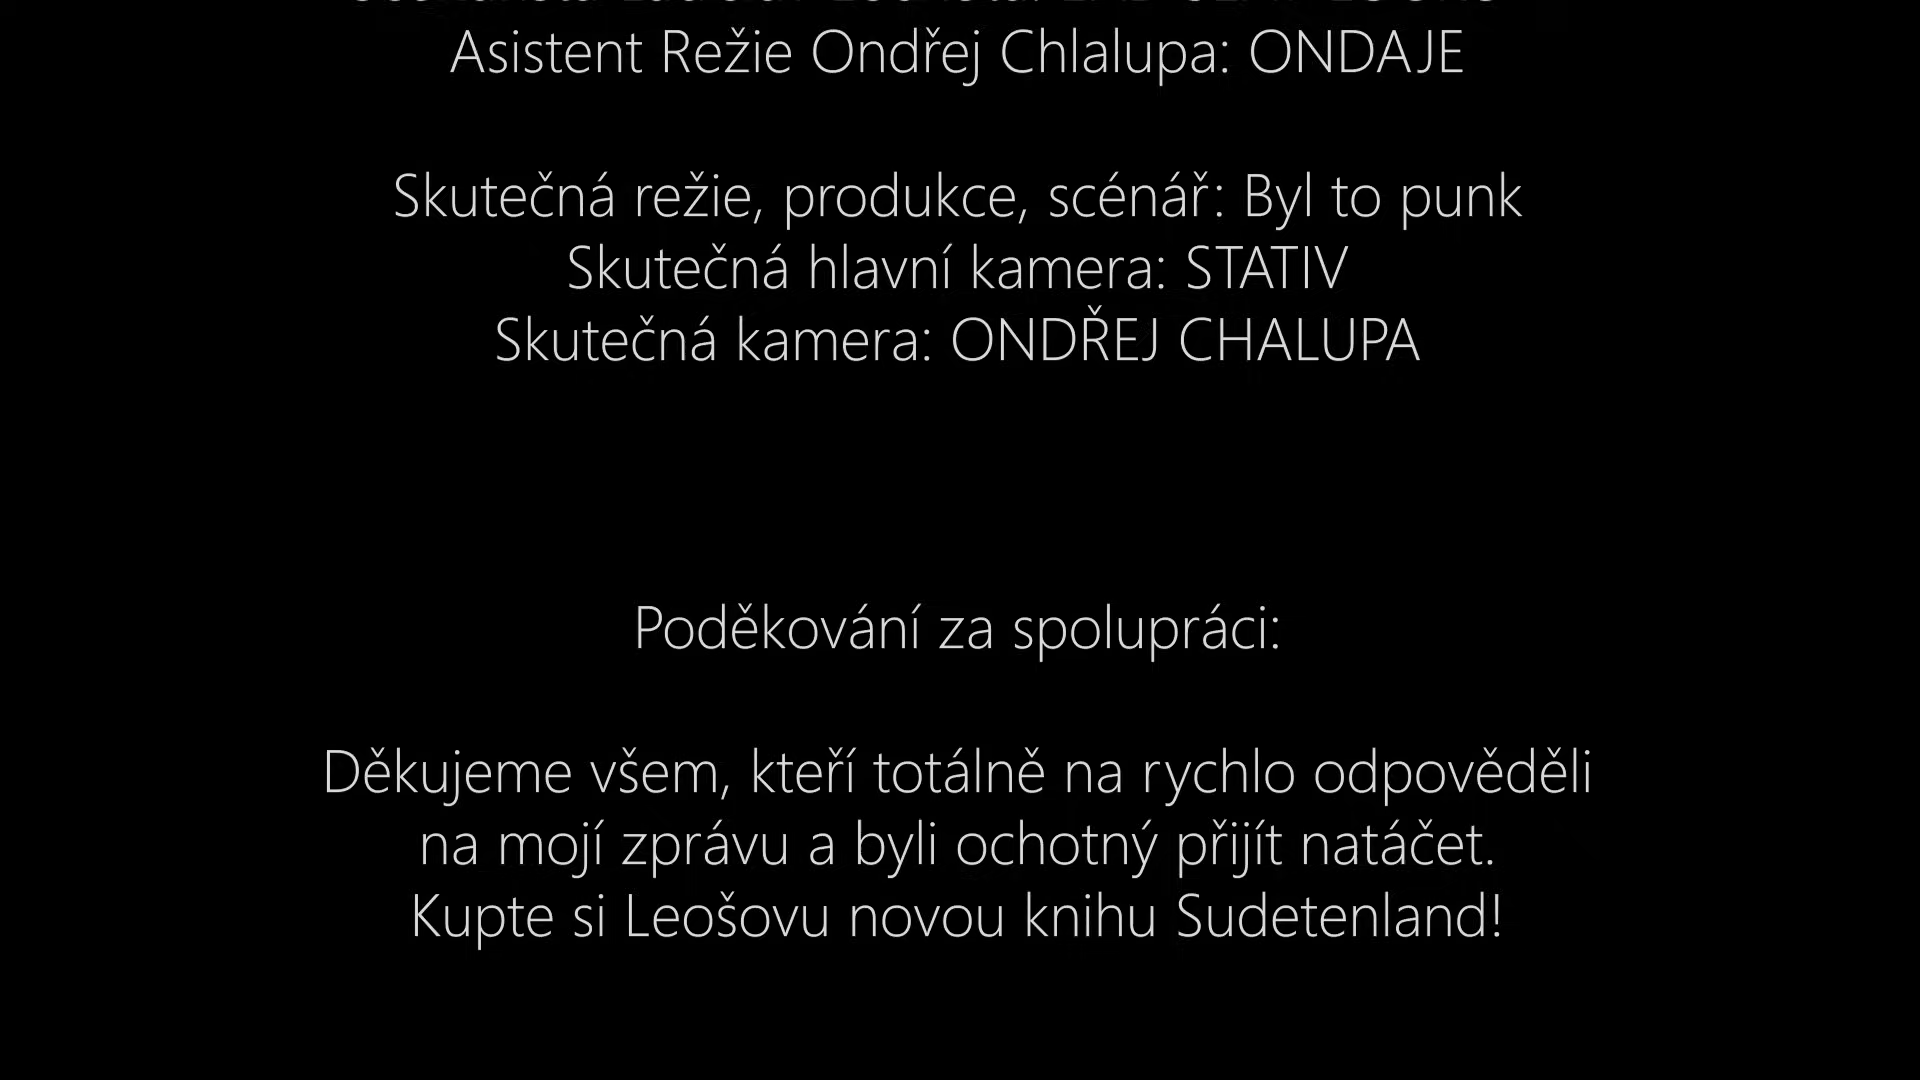 Asistent Režie Ondřej Chlalupa: ONDAJE
Skutečná režie, produkce, scénář: Byl to punk
Skutečná hlavní kamera: STATIV
Skutečná kamera: ONDŘEJ CHALUPA
Poděkování za spolupráci:
Děkujeme všem, kteří totálně na rychlo odpověděli
na mojí zprávu a byli ochotný přijít natáčet.
Kupte si Leošovu novou knihu Sudetenland!